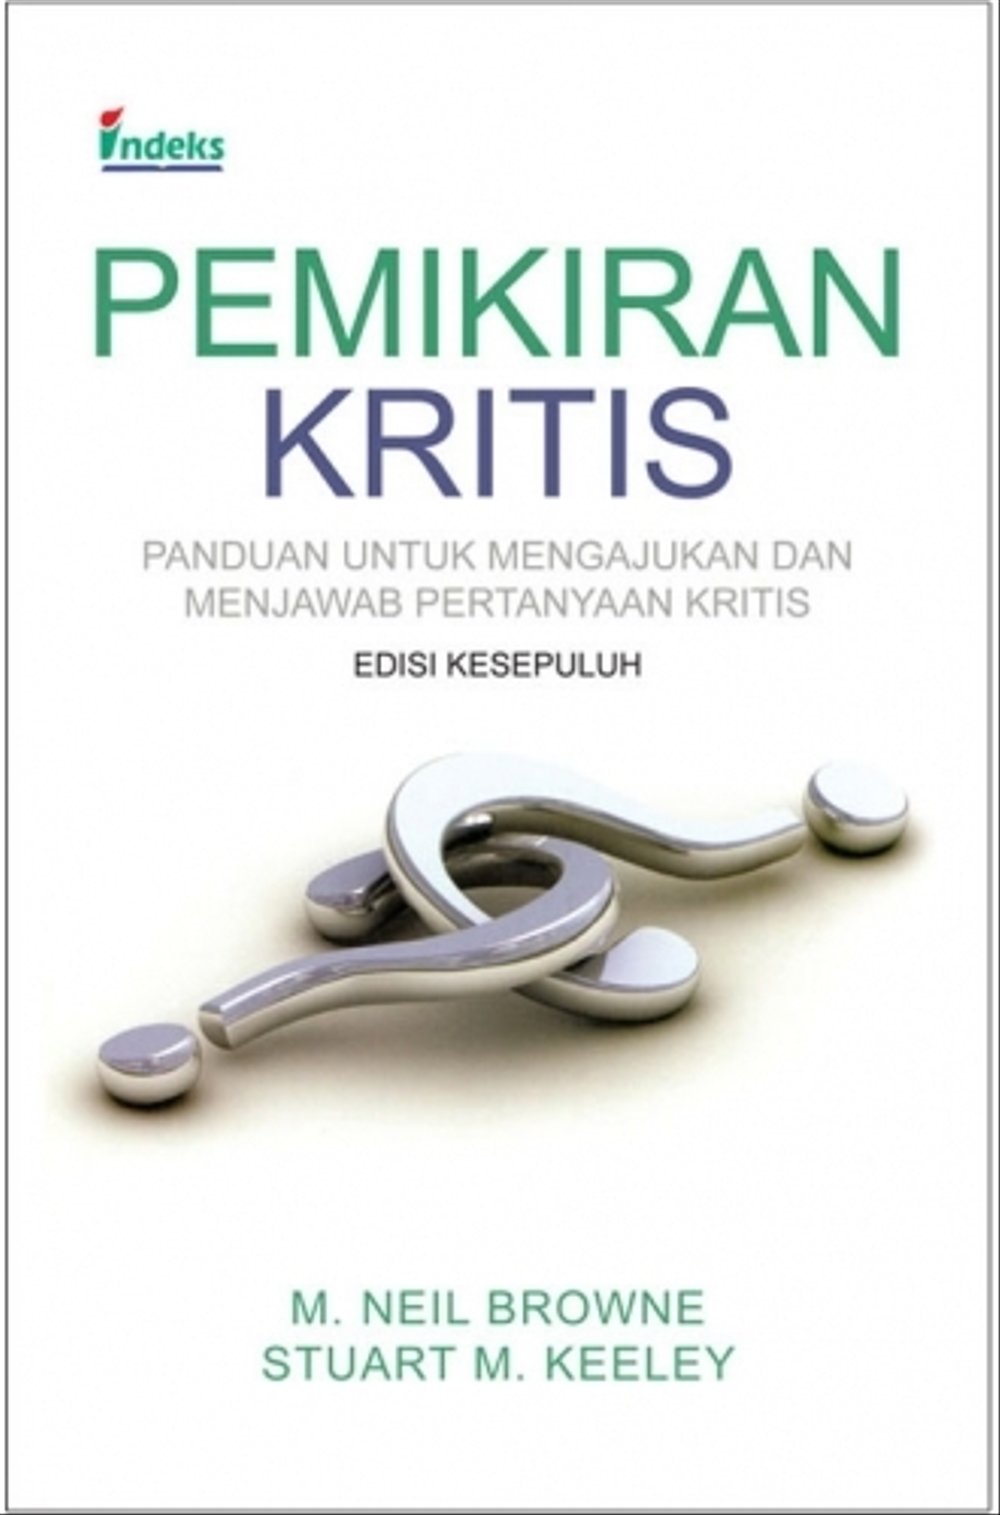 indeks
PEMIKIRAN
KRITIS
PANDUAN UNTUK MENGAJUKAN DAN
MENJAWAB PERTANYAAN KRITIS
EDISI KESEPULUH
M. NEIL BROWNE
STUART M. KEELEY